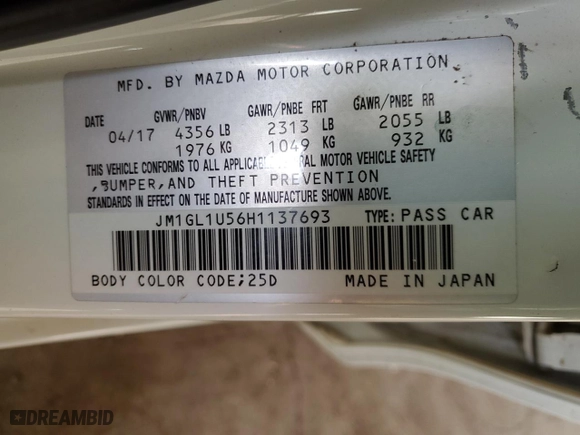 MFD. BY MAZDA MOTOR CORPORATION
DATE GVWR/PNBV GAWR/PNBE FRT GAWR/PNBE RR
04/17 4356 LB 2313 LB 2055 LB
1976 KG 1049 KG 932 KG
THIS VEHICLE CONFORMS TO ALL APPLICABLE MOTOR VEHICLE SAFETY
,BUMPER,AND THEFT PREVENTION
STANDARDS IN EFFECT ON THE DATE OF MANUFACTURE SHOWN ABOVE.
JM1GL1U56H1137693 TYPE: PASS CAR
BODY COLOR CODE;25D MADE IN JAPAN
DREAMBID